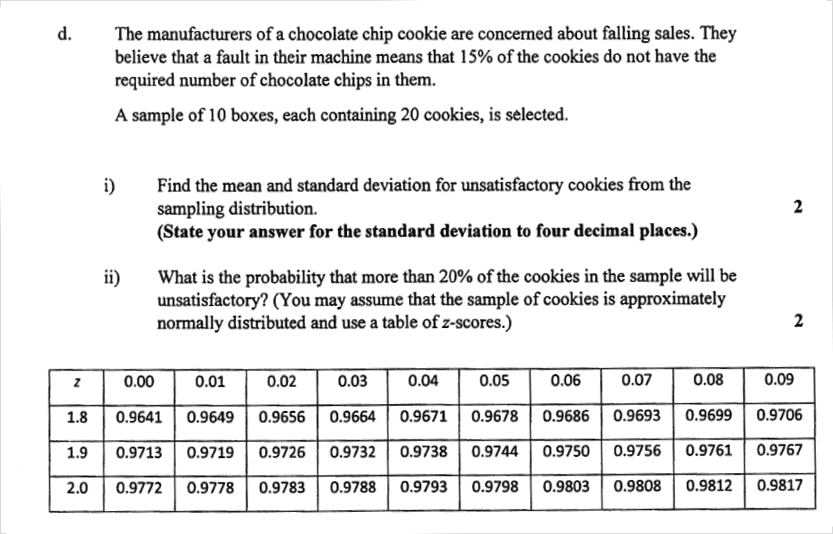 d. The manufacturers of a chocolate chip cookie are concerned about falling sales. They
believe that a fault in their machine means that 15% of the cookies do not have the
required number of chocolate chips in them.
A sample of 10 boxes, each containing 20 cookies, is selected.
i) Find the mean and standard deviation for unsatisfactory cookies from the
sampling distribution. 2
(State your answer for the standard deviation to four decimal places.)
ii) What is the probability that more than 20% of the cookies in the sample will be
unsatisfactory? (You may assume that the sample of cookies is approximately
normally distributed and use a table of z-scores.) 2
z 0.00 0.01 0.02 0.03 0.04 0.05 0.06 0.07 0.08 0.09
1.8 0.9641 0.9649 0.9656 0.9664 0.9671 0.9678 0.9686 0.9693 0.9699 0.9706
1.9 0.9713 0.9719 0.9726 0.9732 0.9738 0.9744 0.9750 0.9756 0.9761 0.9767
2.0 0.9772 0.9778 0.9783 0.9788 0.9793 0.9798 0.9803 0.9808 0.9812 0.9817